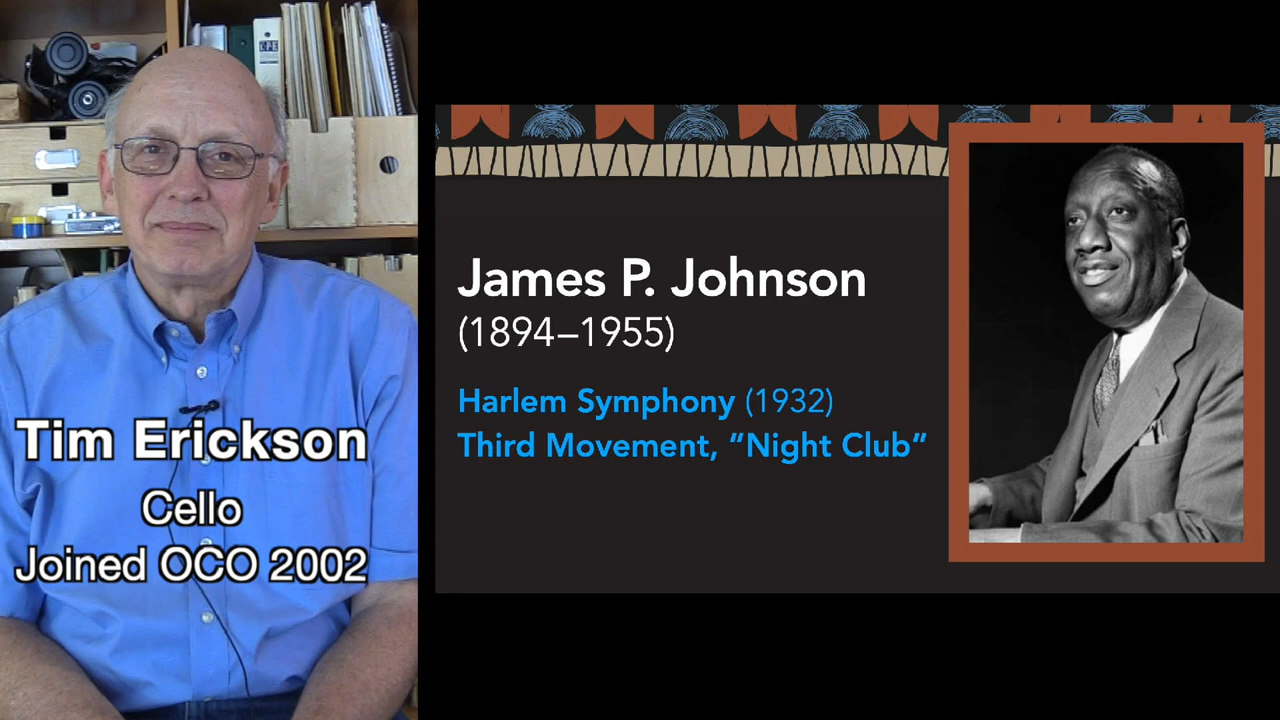 Tim Erickson
Cello
Joined OCO 2002
James P. Johnson
(1894–1955)
Harlem Symphony (1932)
Third Movement, “Night Club”